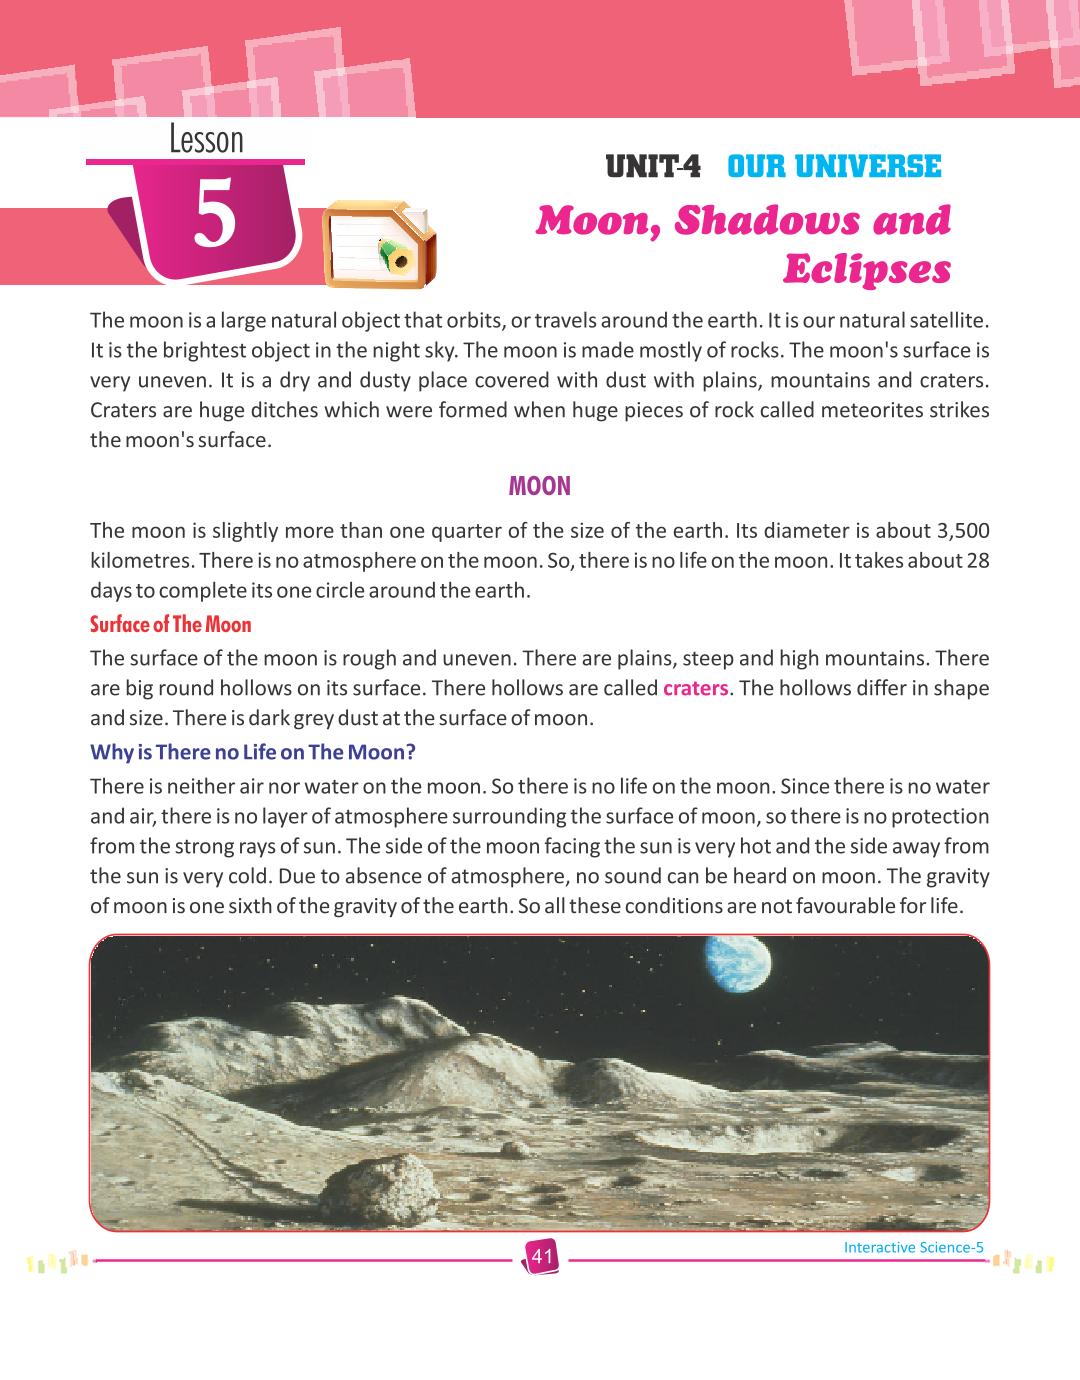 Lesson
5
UNIT-4 OUR UNIVERSE
Moon, Shadows and
Eclipses
The moon is a large natural object that orbits, or travels around the earth. It is our natural satellite.
It is the brightest object in the night sky. The moon is made mostly of rocks. The moon's surface is
very uneven. It is a dry and dusty place covered with dust with plains, mountains and craters.
Craters are huge ditches which were formed when huge pieces of rock called meteorites strikes
the moon's surface.
MOON
The moon is slightly more than one quarter of the size of the earth. Its diameter is about 3,500
kilometres. There is no atmosphere on the moon. So, there is no life on the moon. It takes about 28
days to complete its one circle around the earth.
Surface of The Moon
The surface of the moon is rough and uneven. There are plains, steep and high mountains. There
are big round hollows on its surface. There hollows are called craters. The hollows differ in shape
and size. There is dark grey dust at the surface of moon.
Why is There no Life on The Moon?
There is neither air nor water on the moon. So there is no life on the moon. Since there is no water
and air, there is no layer of atmosphere surrounding the surface of moon, so there is no protection
from the strong rays of sun. The side of the moon facing the sun is very hot and the side away from
the sun is very cold. Due to absence of atmosphere, no sound can be heard on moon. The gravity
of moon is one sixth of the gravity of the earth. So all these conditions are not favourable for life.
Interactive Science-5
41